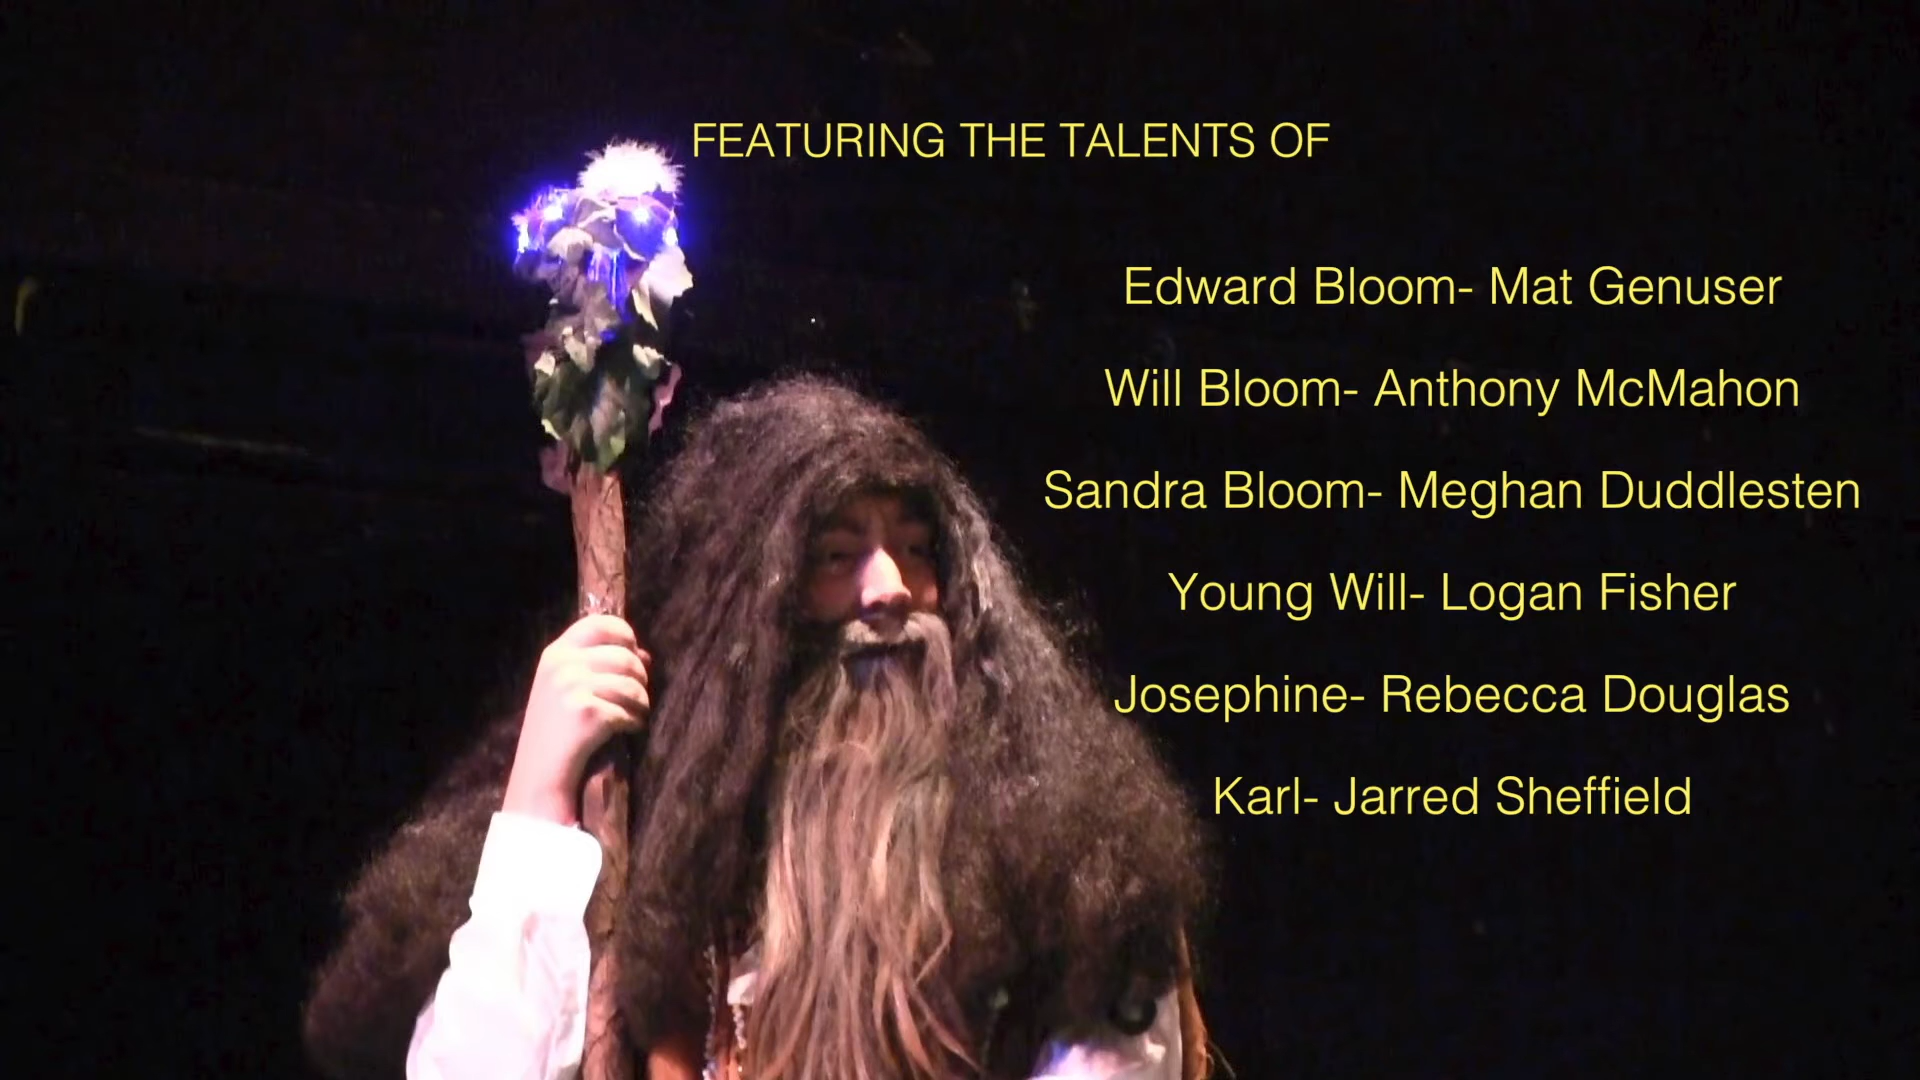 FEATURING THE TALENTS OF
Edward Bloom- Mat Genuser
Will Bloom- Anthony McMahon
Sandra Bloom- Meghan Duddlesten
Young Will- Logan Fisher
Josephine- Rebecca Douglas
Karl- Jarred Sheffield